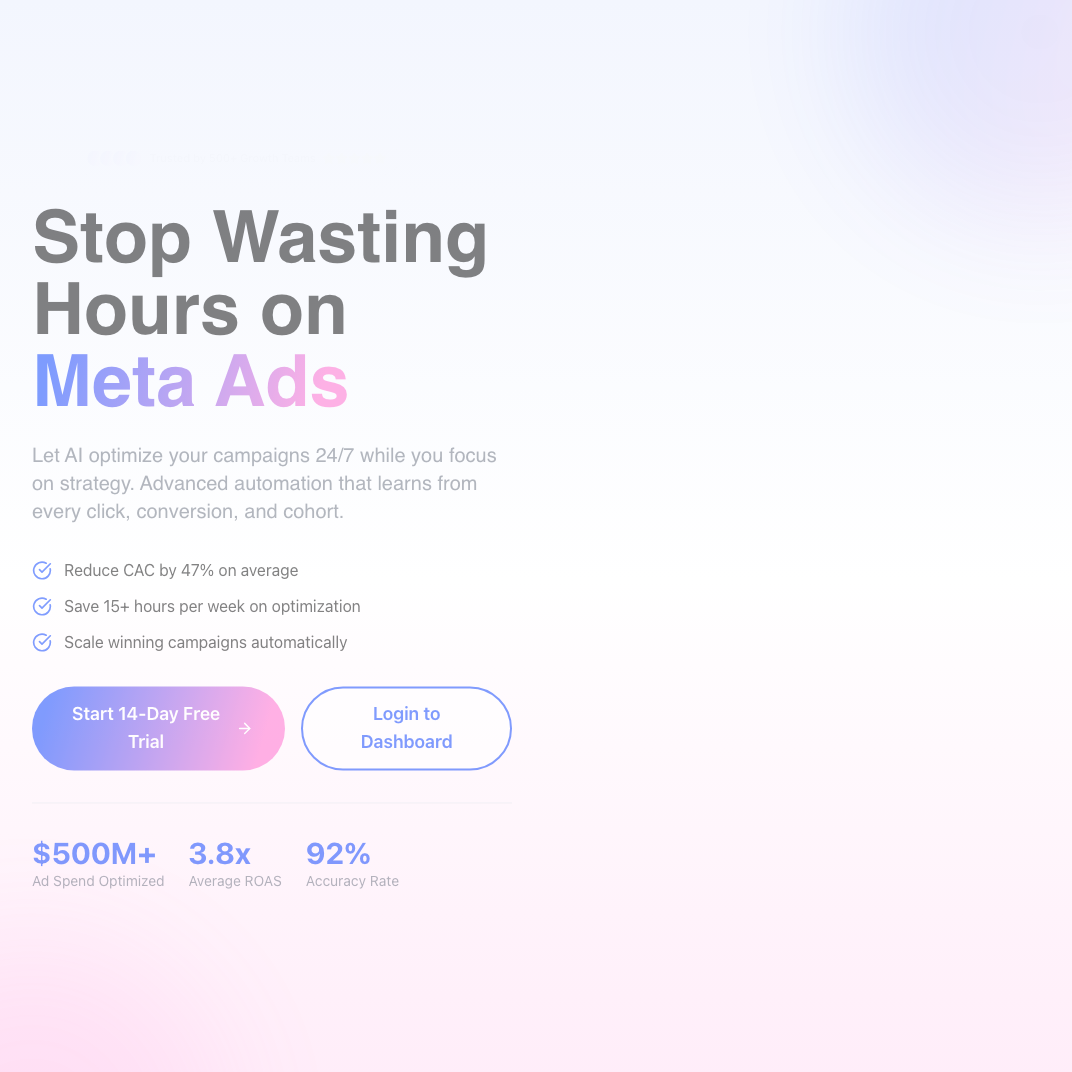 Stop Wasting
Hours on
Meta Ads
Let AI optimize your campaigns 24/7 while you focus
on strategy. Advanced automation that learns from
every click, conversion, and cohort.
Reduce CAC by 47% on average
Save 15+ hours per week on optimization
Scale winning campaigns automatically
Start 14-Day Free
Trial
Login to
Dashboard
$500M+ 3.8x 92%
Ad Spend Optimized Average ROAS Accuracy Rate